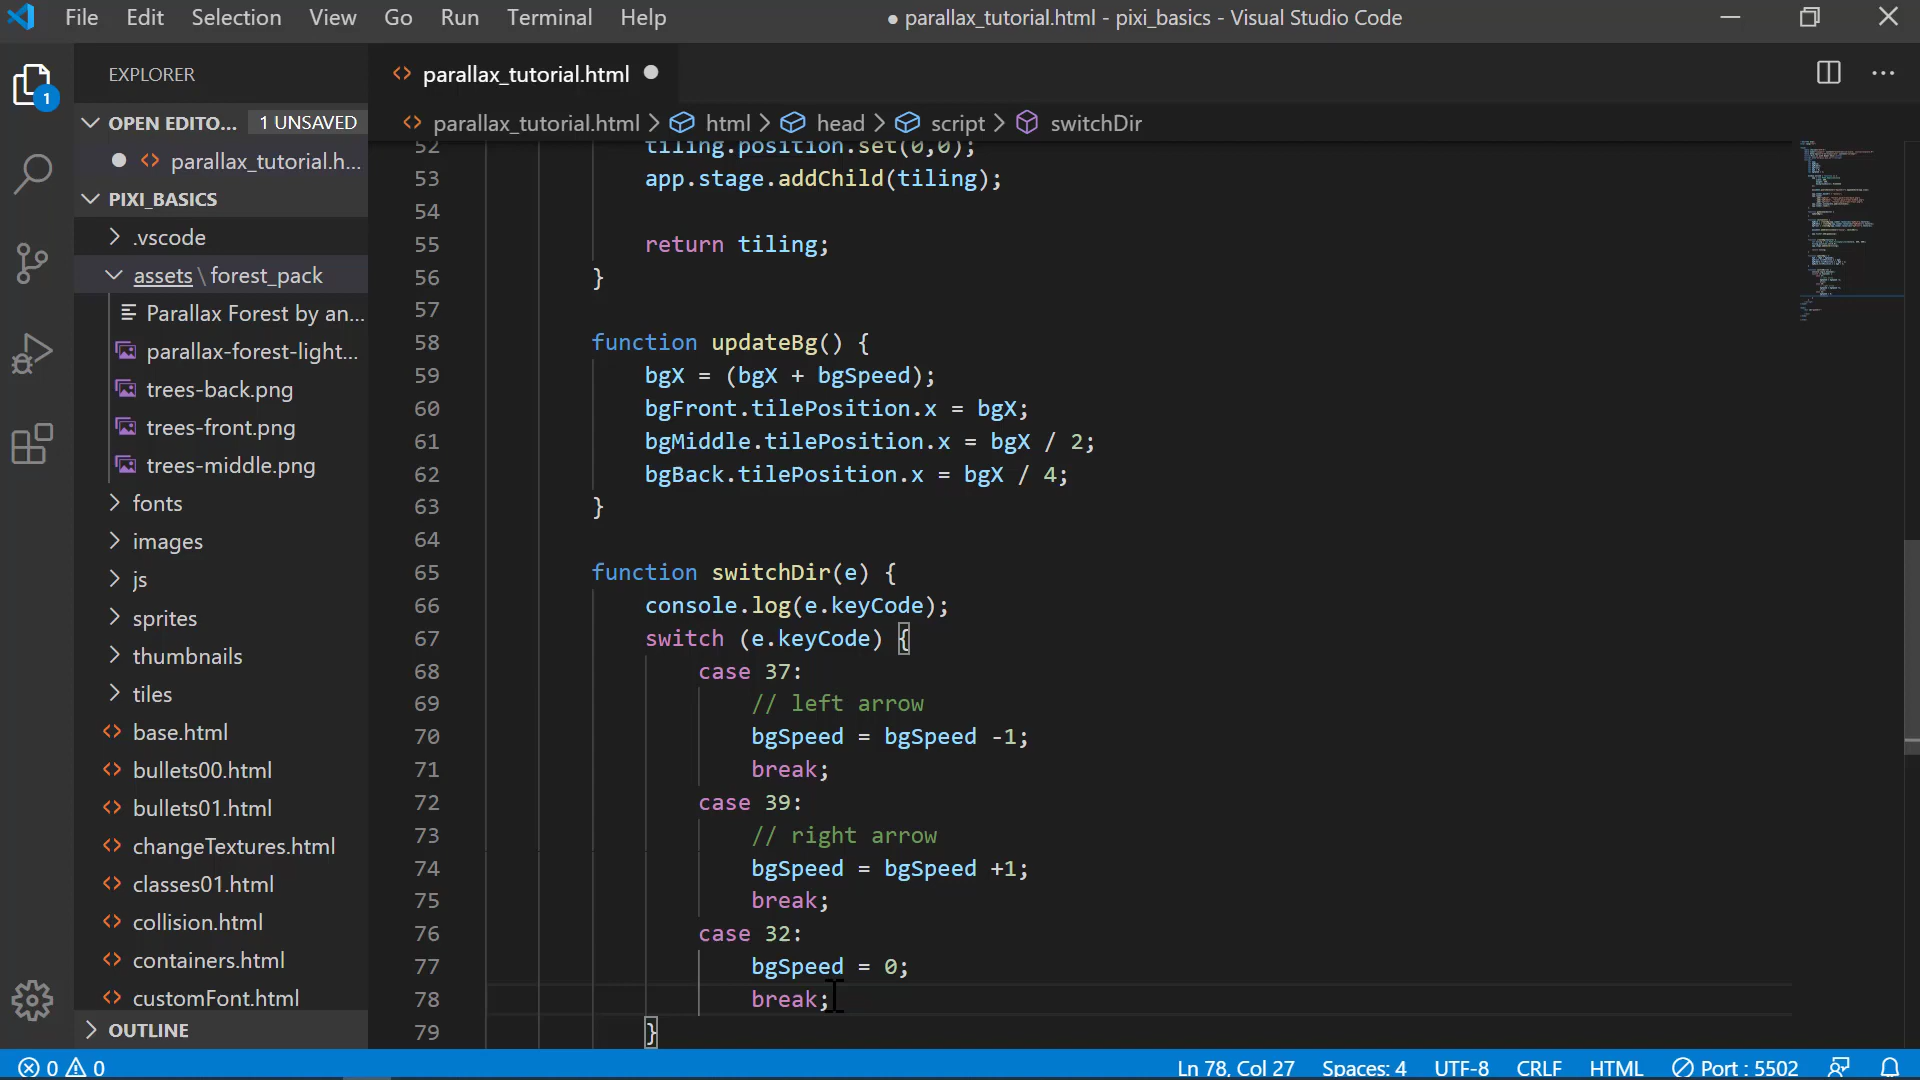 File Edit Selection View Go Run Terminal Help ● parallax_tutorial.html - pixi_basics - Visual Studio Code
EXPLORER
1
OPEN EDITO... 1 UNSAVED
parallax_tutorial.h...
PIXI_BASICS
.vscode
assets \ forest_pack
Parallax Forest by an...
parallax-forest-light...
trees-back.png
trees-front.png
trees-middle.png
fonts
images
js
sprites
thumbnails
tiles
base.html
bullets00.html
bullets01.html
changeTextures.html
classes01.html
collision.html
containers.html
customFont.html
OUTLINE
parallax_tutorial.html
parallax_tutorial.html > html > head > script > switchDir
52 tiling.position.set(0,0);
53 app.stage.addChild(tiling);
54
55 return tiling;
56 }
57
58 function updateBg() {
59 bgX = (bgX + bgSpeed);
60 bgFront.tilePosition.x = bgX;
61 bgMiddle.tilePosition.x = bgX / 2;
62 bgBack.tilePosition.x = bgX / 4;
63 }
64
65 function switchDir(e) {
66 console.log(e.keyCode);
67 switch (e.keyCode) {
68 case 37:
69 // left arrow
70 bgSpeed = bgSpeed -1;
71 break;
72 case 39:
73 // right arrow
74 bgSpeed = bgSpeed +1;
75 break;
76 case 32:
77 bgSpeed = 0;
78 break;
79 }
0 0 Ln 78, Col 27 Spaces: 4 UTF-8 CRLF HTML Port : 5502